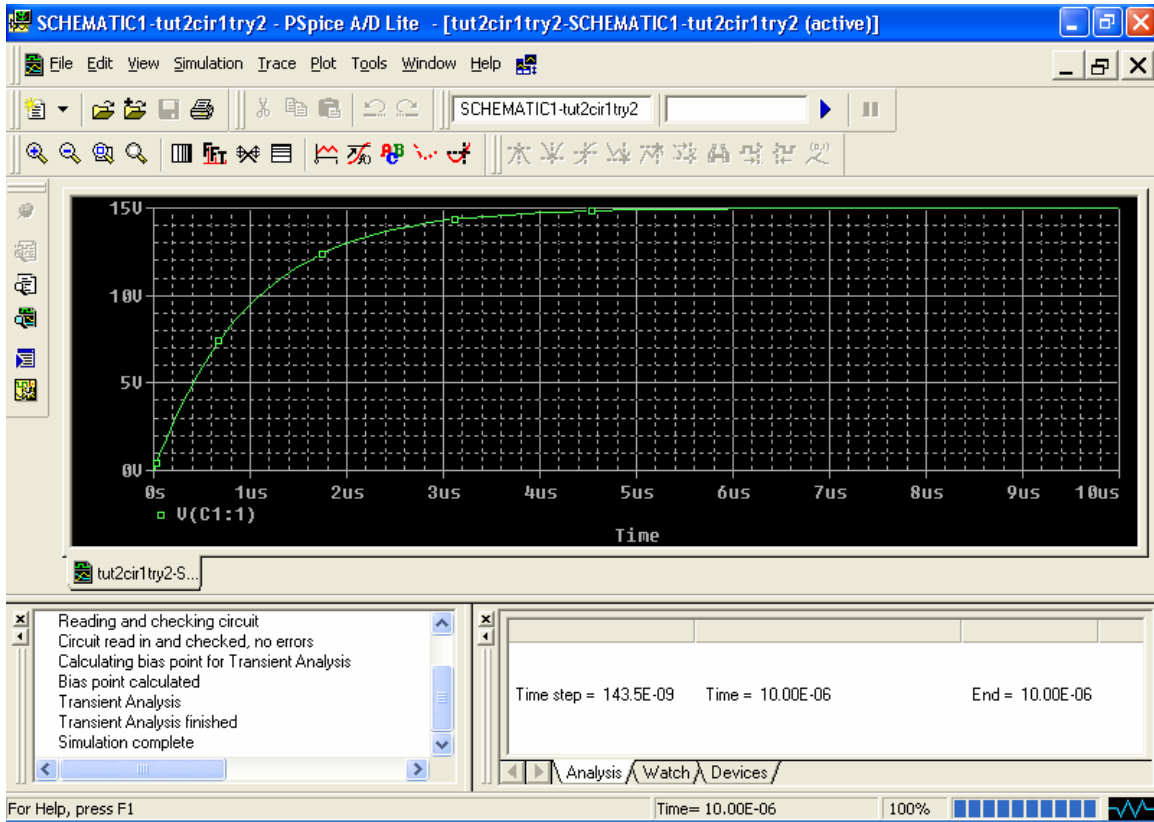 SCHEMATIC1-tut2cir1try2 - PSpice A/D Lite - [tut2cir1try2-SCHEMATIC1-tut2cir1try2 (active)]
File Edit View Simulation Trace Plot Tools Window Help
SCHEMATIC1-tut2cir1try2
15V
10V
5V
0V
0s 1us 2us 3us 4us 5us 6us 7us 8us 9us 10us
V(C1:1)
Time
tut2cir1try2-S...
Reading and checking circuit
Circuit read in and checked, no errors
Calculating bias point for Transient Analysis
Bias point calculated
Transient Analysis
Transient Analysis finished
Simulation complete
Time step = 143.5E-09 Time = 10.00E-06 End = 10.00E-06
Analysis Watch Devices
For Help, press F1 Time= 10.00E-06 100%